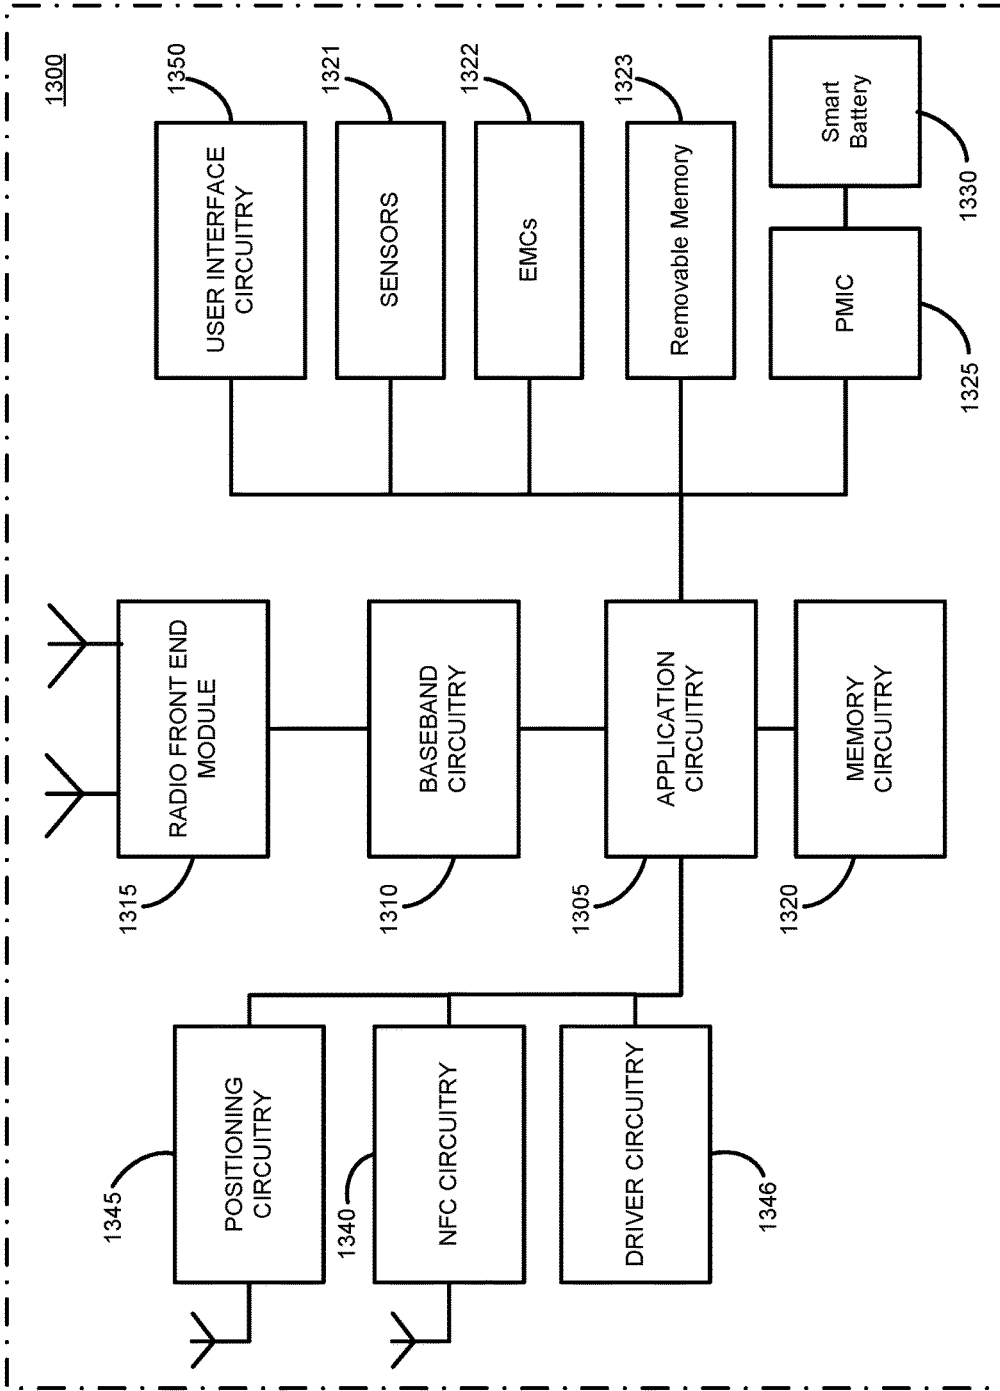 1300
1345
POSITIONING
CIRCUITRY
1340
NFC CIRCUITRY
DRIVER CIRCUITRY
1346
1315
RADIO FRONT END
MODULE
1310
BASEBAND
CIRCUITRY
1305
APPLICATION
CIRCUITRY
1320
MEMORY
CIRCUITRY
USER INTERFACE
CIRCUITRY
1350
SENSORS
1321
EMCs
1322
Removable Memory
1323
PMIC
1325
Smart
Battery
1330